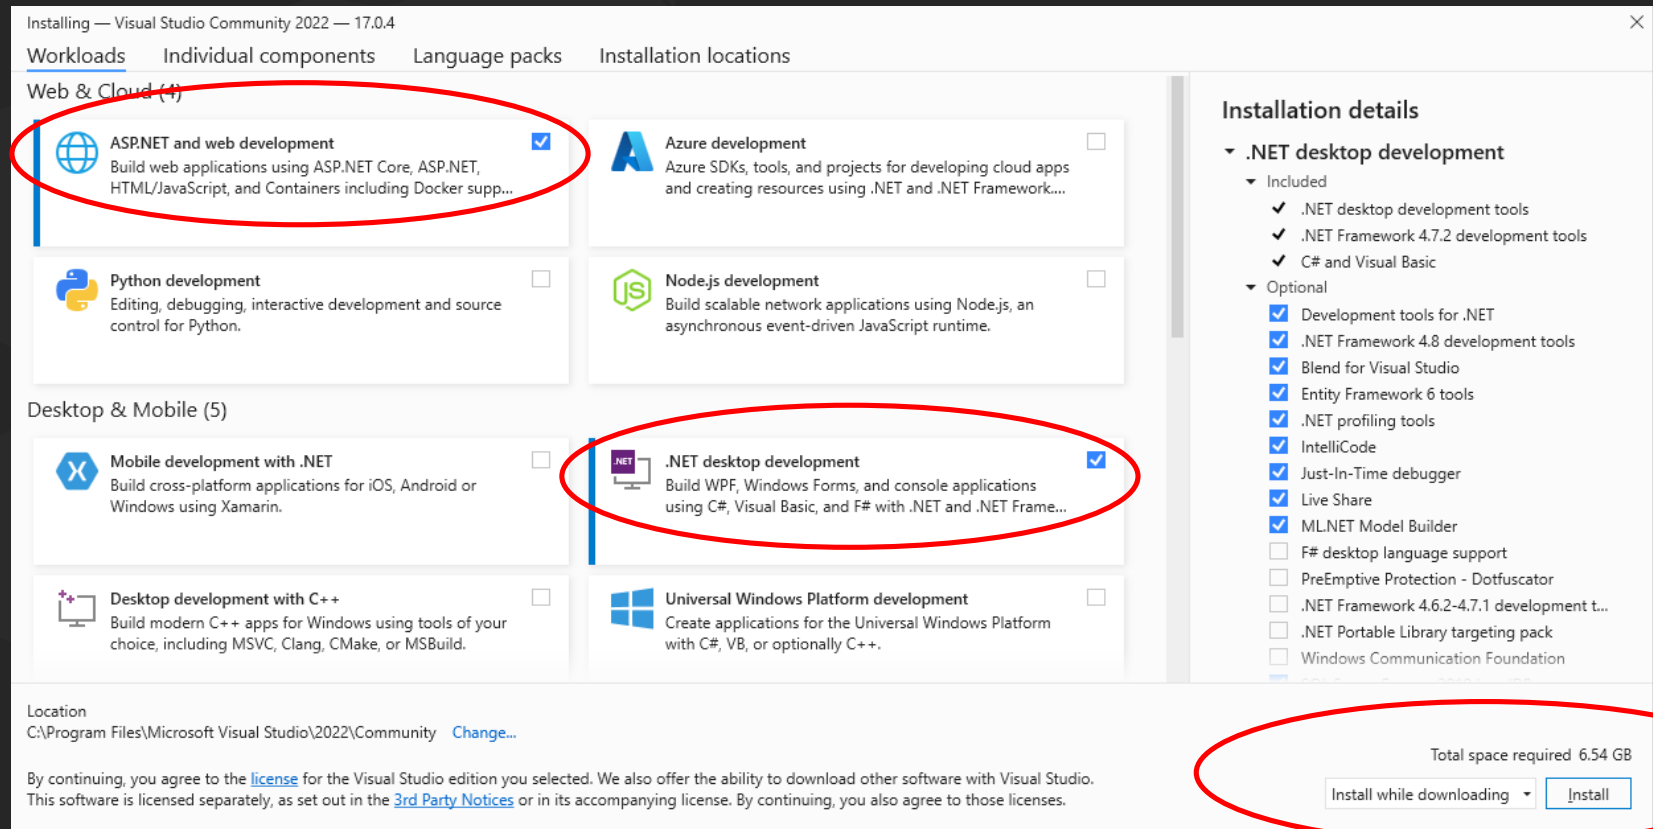 Installing — Visual Studio Community 2022 — 17.0.4
Workloads
Individual components
Language packs
Installation locations
Web & Cloud (4)
ASP.NET and web development
Build web applications using ASP.NET Core, ASP.NET,
HTML/JavaScript, and Containers including Docker supp...
Azure development
Azure SDKs, tools, and projects for developing cloud apps
and creating resources using .NET and .NET Framework....
Python development
Editing, debugging, interactive development and source
control for Python.
JS
Node.js development
Build scalable network applications using Node.js, an
asynchronous event-driven JavaScript runtime.
Desktop & Mobile (5)
Mobile development with .NET
Build cross-platform applications for iOS, Android or
Windows using Xamarin.
.NET
.NET desktop development
Build WPF, Windows Forms, and console applications
using C#, Visual Basic, and F# with .NET and .NET Frame...
Desktop development with C++
Build modern C++ apps for Windows using tools of your
choice, including MSVC, Clang, CMake, or MSBuild.
Universal Windows Platform development
Create applications for the Universal Windows Platform
with C#, VB, or optionally C++.
Installation details
.NET desktop development
Included
.NET desktop development tools
.NET Framework 4.7.2 development tools
C# and Visual Basic
Optional
Development tools for .NET
.NET Framework 4.8 development tools
Blend for Visual Studio
Entity Framework 6 tools
.NET profiling tools
IntelliCode
Just-In-Time debugger
Live Share
ML.NET Model Builder
F# desktop language support
PreEmptive Protection - Dotfuscator
.NET Framework 4.6.2-4.7.1 development t...
.NET Portable Library targeting pack
Windows Communication Foundation
Location
C:\Program Files\Microsoft Visual Studio\2022\Community Change...
By continuing, you agree to the license for the Visual Studio edition you selected. We also offer the ability to download other software with Visual Studio.
This software is licensed separately, as set out in the 3rd Party Notices or in its accompanying license. By continuing, you also agree to those licenses.
Total space required 6.54 GB
Install while downloading
Install